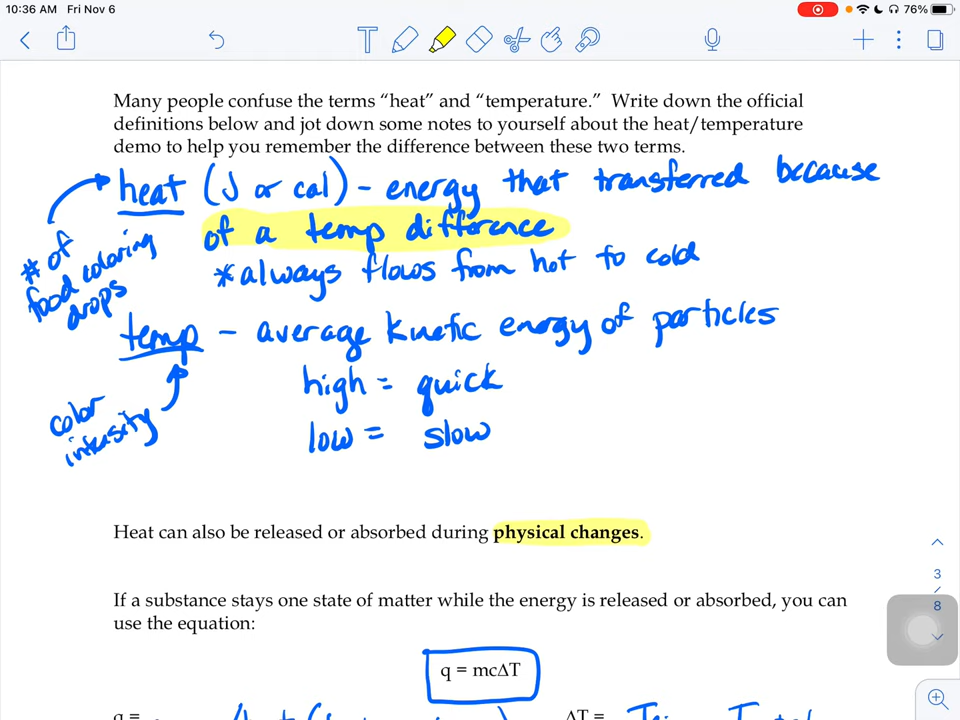 10:36 AM Fri Nov 6
76%
Many people confuse the terms “heat” and “temperature.” Write down the official
definitions below and jot down some notes to yourself about the heat/temperature
demo to help you remember the difference between these two terms.
heat (J or cal) - energy that transferred because
of a temp difference
*always flows from hot to cold
# of
food coloring
drops
temp - average kinetic energy of particles
high = quick
low = slow
color
intensity
Heat can also be released or absorbed during physical changes.
If a substance stays one state of matter while the energy is released or absorbed, you can
use the equation:
q = mcΔT
3
/
8
q =
ΔT =